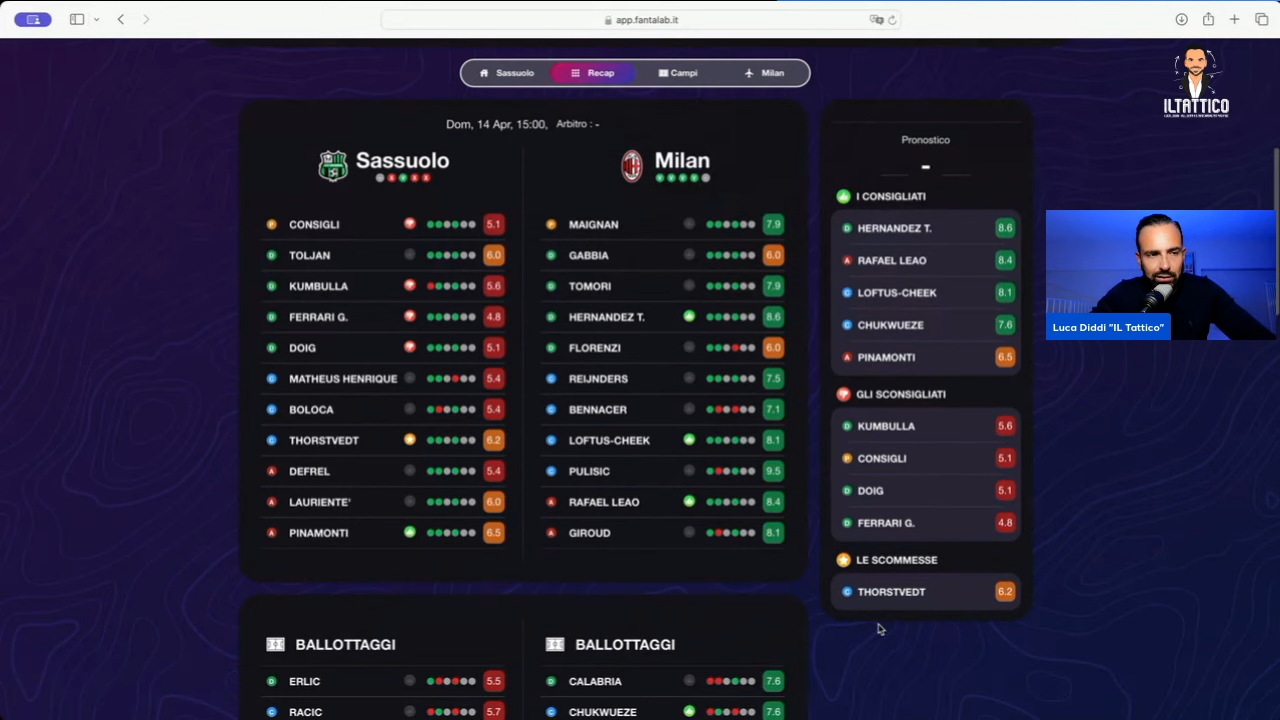 app.fantalab.it
Sassuolo
Recap
Campi
Milan
ILTATTICO
Dom, 14 Apr, 15:00, Arbitro : -
Sassuolo
Milan
P CONSIGLI 5.1
D TOLJAN 6.0
D KUMBULLA 5.6
D FERRARI G. 4.8
D DOIG 5.1
C MATHEUS HENRIQUE 5.4
C BOLOCA 5.4
C THORSTVEDT 6.2
A DEFREL 5.4
A LAURIENTE' 6.0
A PINAMONTI 6.5
P MAIGNAN 7.9
D GABBIA 6.0
D TOMORI 7.9
D HERNANDEZ T. 8.6
D FLORENZI 6.0
C REIJNDERS 7.5
C BENNACER 7.1
C LOFTUS-CHEEK 8.1
C PULISIC 9.5
A RAFAEL LEAO 8.4
A GIROUD 8.1
Pronostico
-
I CONSIGLIATI
D HERNANDEZ T. 8.6
A RAFAEL LEAO 8.4
C LOFTUS-CHEEK 8.1
C CHUKWUEZE 7.6
A PINAMONTI 6.5
GLI SCONSIGLIATI
D KUMBULLA 5.6
P CONSIGLI 5.1
D DOIG 5.1
D FERRARI G. 4.8
LE SCOMMESSE
C THORSTVEDT 6.2
Luca Diddi "IL Tattico"
BALLOTTAGGI
D ERLIC 5.5
C RACIC 5.7
BALLOTTAGGI
D CALABRIA 7.6
C CHUKWUEZE 7.6